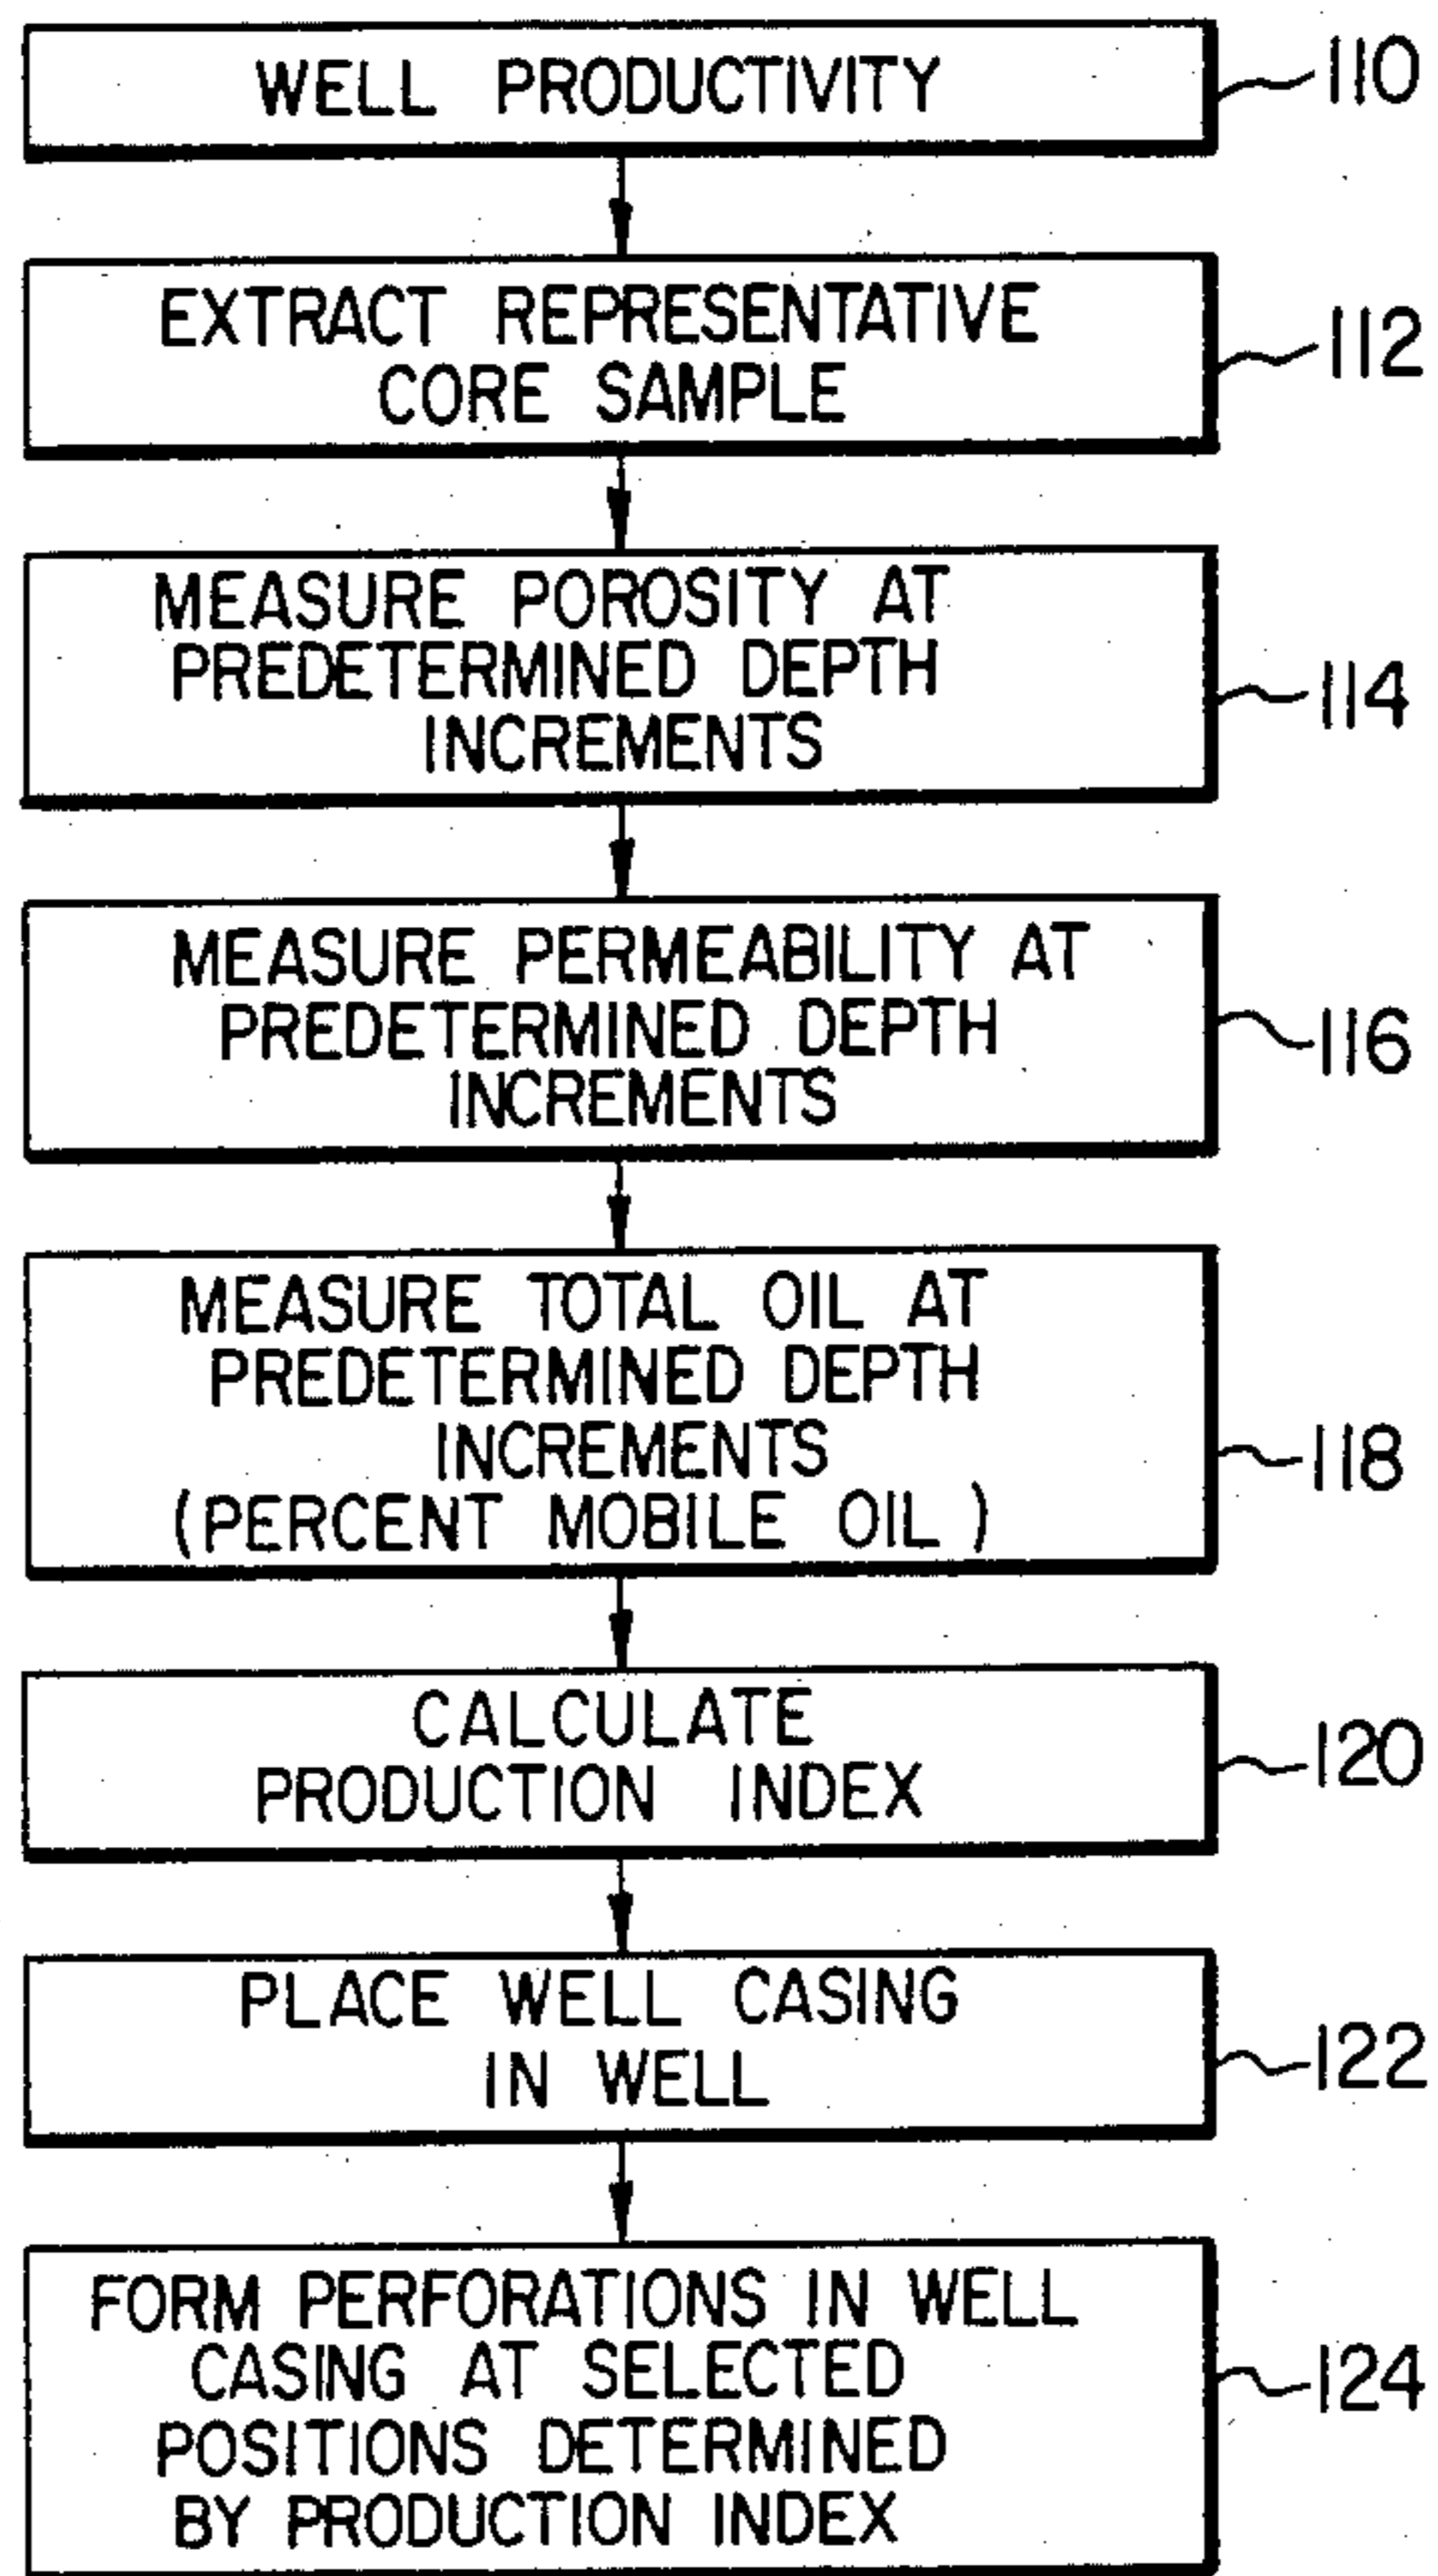 WELL PRODUCTIVITY
110
EXTRACT REPRESENTATIVE
CORE SAMPLE
112
MEASURE POROSITY AT
PREDETERMINED DEPTH
INCREMENTS
114
MEASURE PERMEABILITY AT
PREDETERMINED DEPTH
INCREMENTS
116
MEASURE TOTAL OIL AT
PREDETERMINED DEPTH
INCREMENTS
(PERCENT MOBILE OIL)
118
CALCULATE
PRODUCTION INDEX
120
PLACE WELL CASING
IN WELL
122
FORM PERFORATIONS IN WELL
CASING AT SELECTED
POSITIONS DETERMINED
BY PRODUCTION INDEX
124